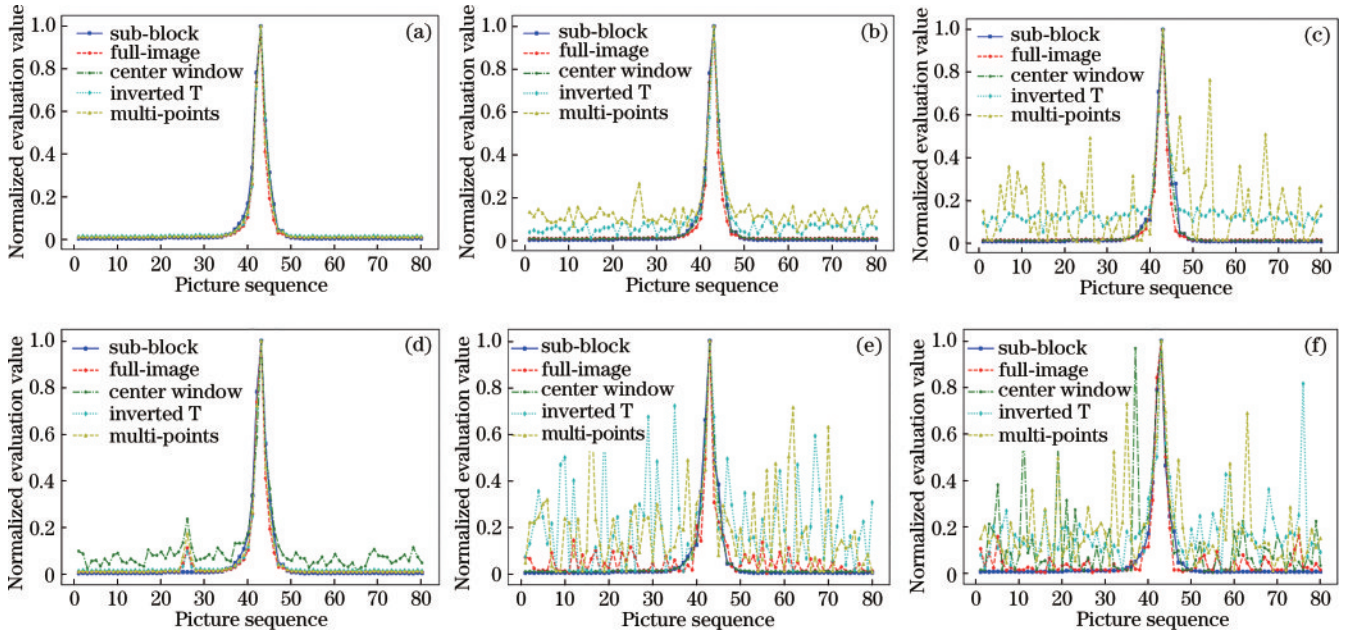 (a)
sub-block
full-image
center window
inverted T
multi-points
1.0
0.8
0.6
0.4
0.2
0
Normalized evaluation value
0 10 20 30 40 50 60 70 80
Picture sequence
(b)
sub-block
full-image
center window
inverted T
multi-points
1.0
0.8
0.6
0.4
0.2
0
Normalized evaluation value
0 10 20 30 40 50 60 70 80
Picture sequence
(c)
sub-block
full-image
center window
inverted T
multi-points
1.0
0.8
0.6
0.4
0.2
0
Normalized evaluation value
0 10 20 30 40 50 60 70 80
Picture sequence
(d)
sub-block
full-image
center window
inverted T
multi-points
1.0
0.8
0.6
0.4
0.2
0
Normalized evaluation value
0 10 20 30 40 50 60 70 80
Picture sequence
(e)
sub-block
full-image
center window
inverted T
multi-points
1.0
0.8
0.6
0.4
0.2
0
Normalized evaluation value
0 10 20 30 40 50 60 70 80
Picture sequence
(f)
sub-block
full-image
center window
inverted T
multi-points
1.0
0.8
0.6
0.4
0.2
0
Normalized evaluation value
0 10 20 30 40 50 60 70 80
Picture sequence